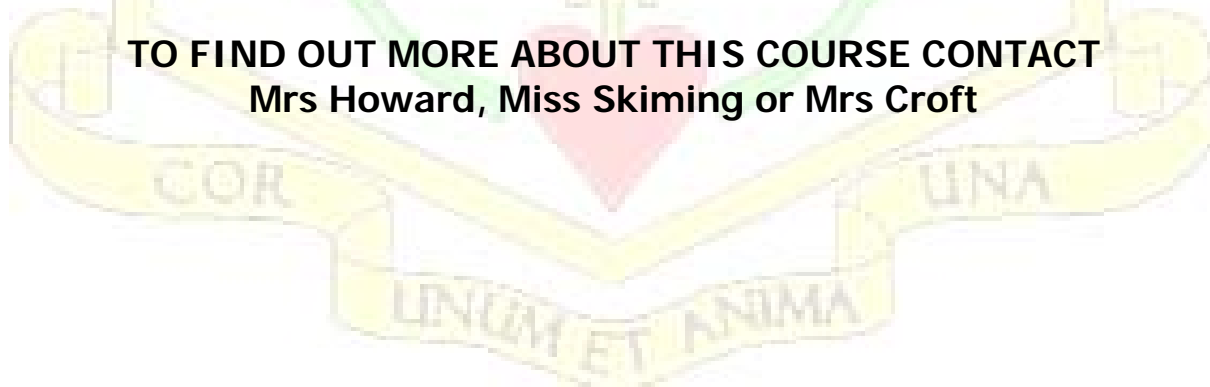 TO FIND OUT MORE ABOUT THIS COURSE CONTACT
Mrs Howard, Miss Skiming or Mrs Croft
COR UNUM ET ANIMA UNA